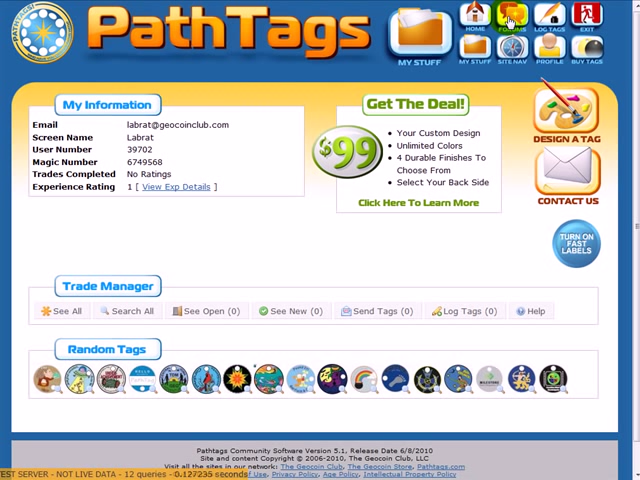 PathTags
MY STUFF
HOME
FORUMS
LOG TAGS
EXIT
MY STUFF
SITE NAV
PROFILE
BUY TAGS
My Information
Email labrat@geocoinclub.com
Screen Name Labrat
User Number 39702
Magic Number 6749568
Trades Completed No Ratings
Experience Rating 1 [ View Exp Details ]
Get The Deal!
$99
• Your Custom Design
• Unlimited Colors
• 4 Durable Finishes To
Choose From
• Select Your Back Side
Click Here To Learn More
DESIGN A TAG
CONTACT US
TURN ON
FAST
LABELS
Trade Manager
See All Search All See Open (0) See New (0) Send Tags (0) Log Tags (0) Help
Random Tags
Pathtags Community Software Version 5.1, Release Date 6/8/2010
Site and content Copyright © 2006-2010, The Geocoin Club, LLC
Visit all the sites in our network: The Geocoin Club, The Geocoin Store, Pathtags.com
TEST SERVER - NOT LIVE DATA - 12 queries - 0.127235 seconds
of Use, Privacy Policy, Age Policy, Intellectual Property Policy